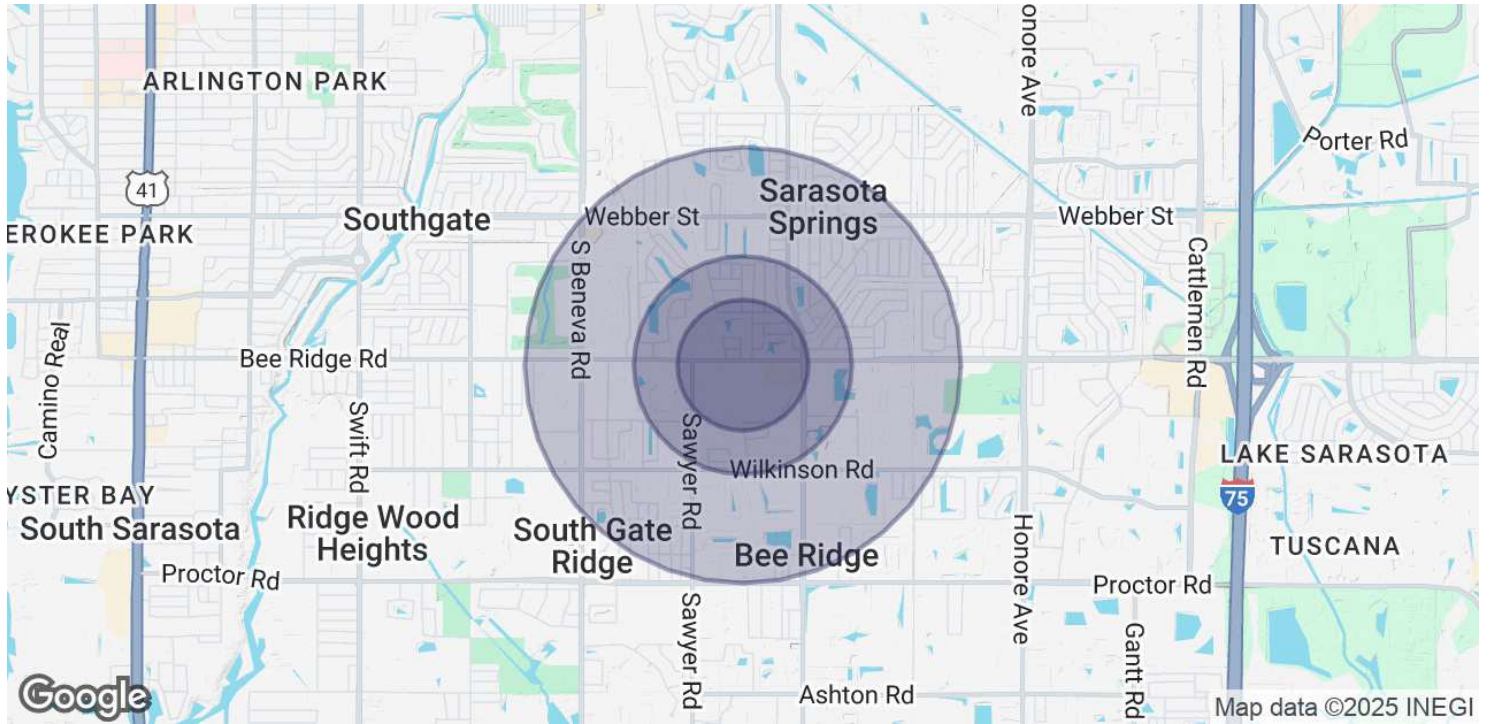 ARLINGTON PARK
41
onore Ave
Porter Rd
EROKEE PARK
Southgate
Webber St
Sarasota
Springs
Webber St
S Beneva Rd
Cattlemen Rd
Camino Real
Bee Ridge Rd
Swift Rd
Sawyer Rd
Wilkinson Rd
LAKE SARASOTA
YSTER BAY
South Sarasota
Ridge Wood
Heights
South Gate
Ridge
Bee Ridge
Honore Ave
75
TUSCANA
Proctor Rd
Proctor Rd
Sawyer Rd
Gantt Rd
Ashton Rd
Google
Map data ©2025 INEGI